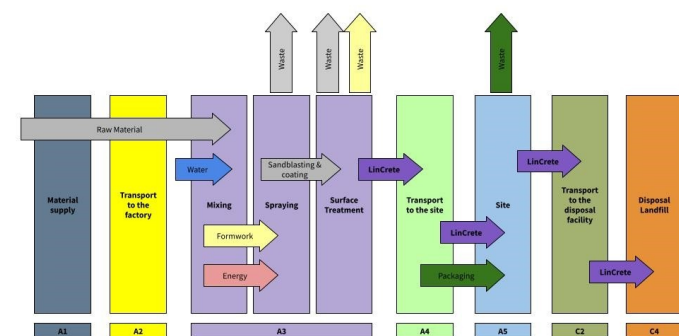 Waste
Waste
Waste
Waste
Raw Material
Water
Sandblasting &
coating
LinCrete
LinCrete
Material
supply
Transport
to the
factory
Mixing
Spraying
Surface
Treatment
Transport
to the site
Site
Transport
to the
disposal
facility
Disposal
Landfill
Formwork
LinCrete
Energy
Packaging
LinCrete
A1
A2
A3
A4
A5
C2
C4